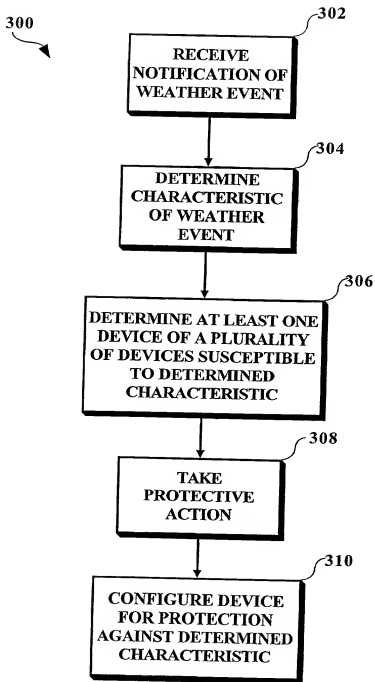 300
302
RECEIVE
NOTIFICATION OF
WEATHER EVENT
304
DETERMINE
CHARACTERISTIC
OF WEATHER
EVENT
306
DETERMINE AT LEAST ONE
DEVICE OF A PLURALITY
OF DEVICES SUSCEPTIBLE
TO DETERMINED
CHARACTERISTIC
308
TAKE
PROTECTIVE
ACTION
310
CONFIGURE DEVICE
FOR PROTECTION
AGAINST DETERMINED
CHARACTERISTIC